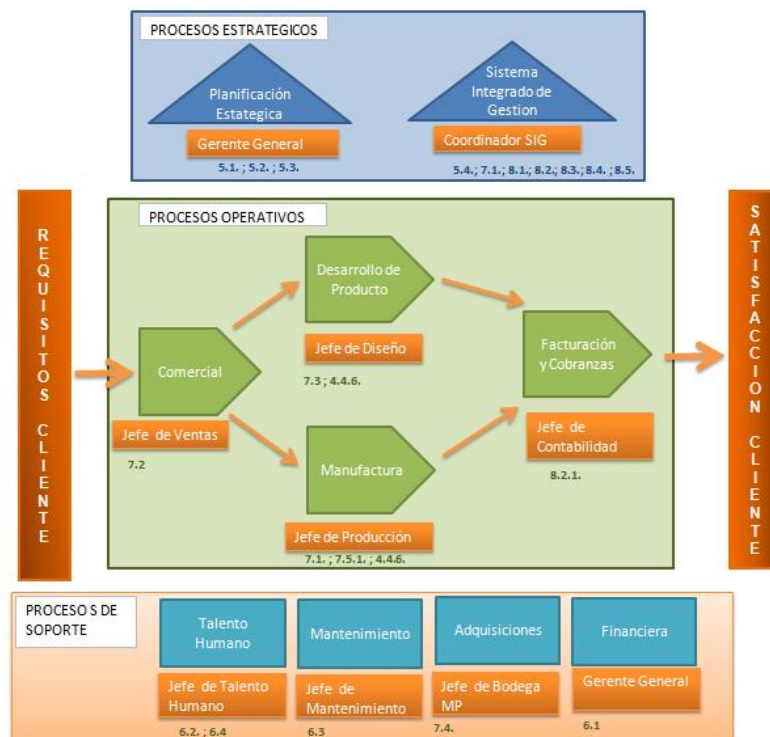 PROCESOS ESTRATEGICOS
Planificación
Estategica
Gerente General
5.1. ; 5.2. ; 5.3.
Sistema
Integrado de
Gestion
Coordinador SIG
5.4.; 7.1.; 8.1.; 8.2.; 8.3.; 8.4. ; 8.5.
REQUISITOS CLIENTE
PROCESOS OPERATIVOS
Comercial
Jefe de Ventas
7.2
Desarrollo de
Producto
Jefe de Diseño
7.3 ; 4.4.6.
Manufactura
Jefe de Producción
7.1. ; 7.5.1. ; 4.4.6.
Facturación
y Cobranzas
Jefe de
Contabilidad
8.2.1.
SATISFACCION CLIENTE
PROCESO S DE
SOPORTE
Talento
Humano
Jefe de Talento
Humano
6.2. ; 6.4
Mantenimiento
Jefe de
Mantenimiento
6.3
Adquisiciones
Jefe de Bodega
MP
7.4.
Financiera
Gerente General
6.1